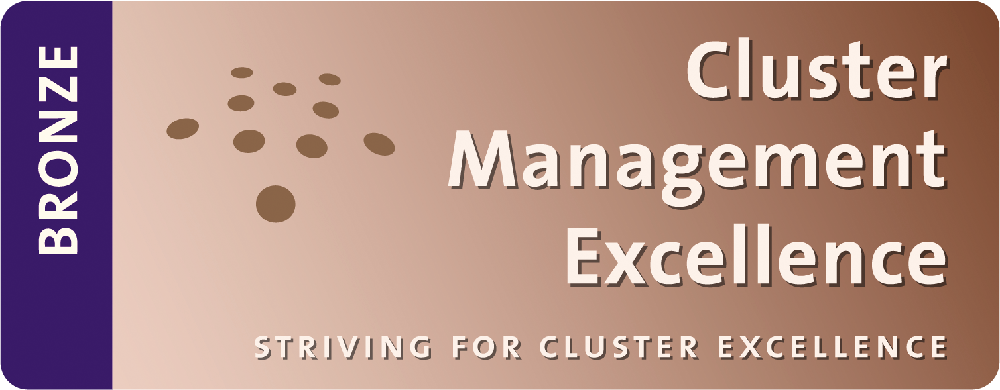 BRONZE
Cluster
Management
Excellence
STRIVING FOR CLUSTER EXCELLENCE